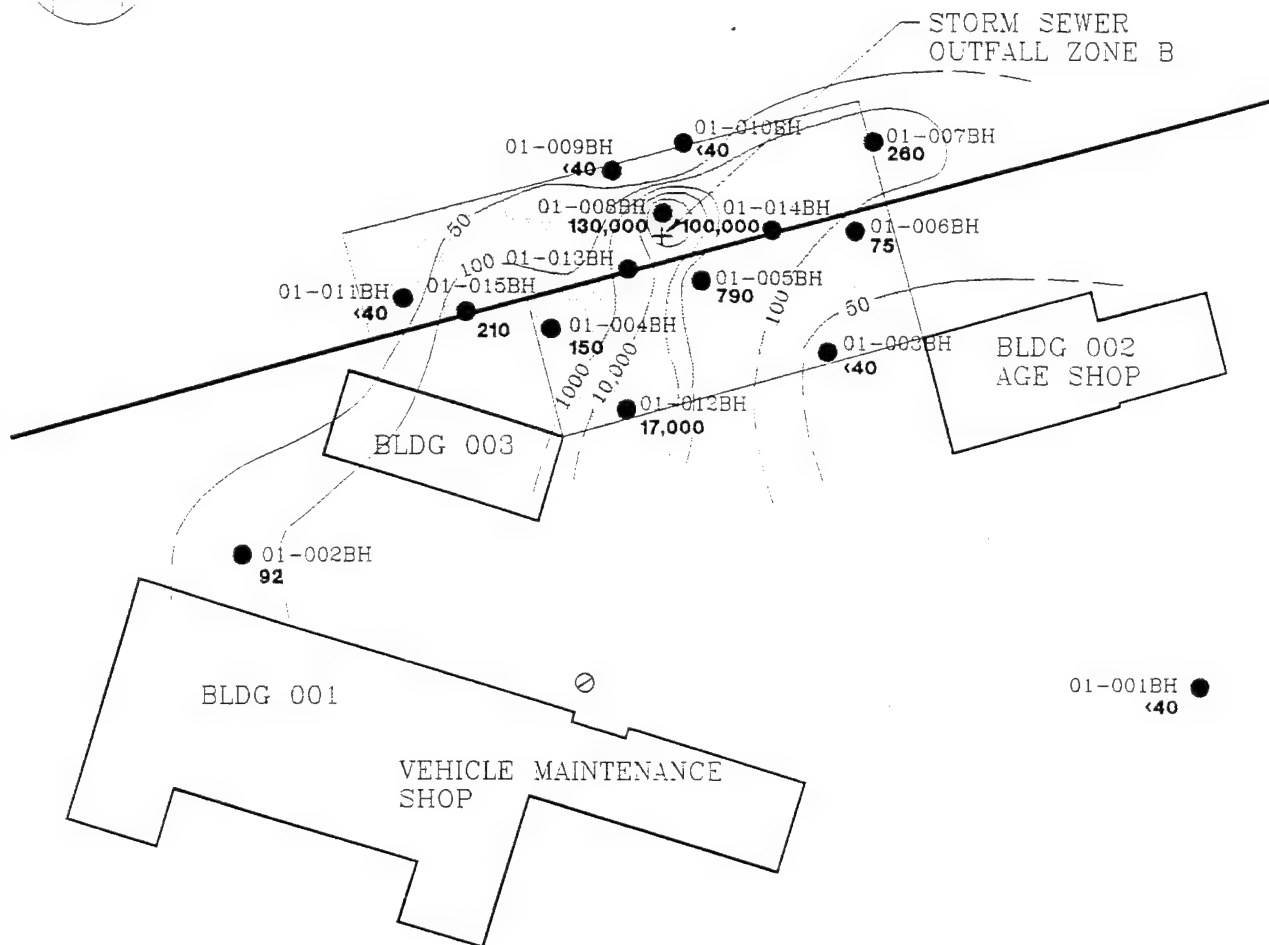 STORM SEWER
OUTFALL ZONE B
01-010BH
<40
01-007BH
260
01-009BH
<40
01-008BH
130,000
100,000
01-014BH
01-006BH
75
50
100
01-013BH
01-005BH
790
01-011BH
<40
01-015BH
210
01-004BH
150
100
50
01-003BH
<40
BLDG 002
AGE SHOP
1000
10,000
01-012BH
17,000
BLDG 003
01-002BH
92
BLDG 001
01-001BH
<40
VEHICLE MAINTENANCE
SHOP